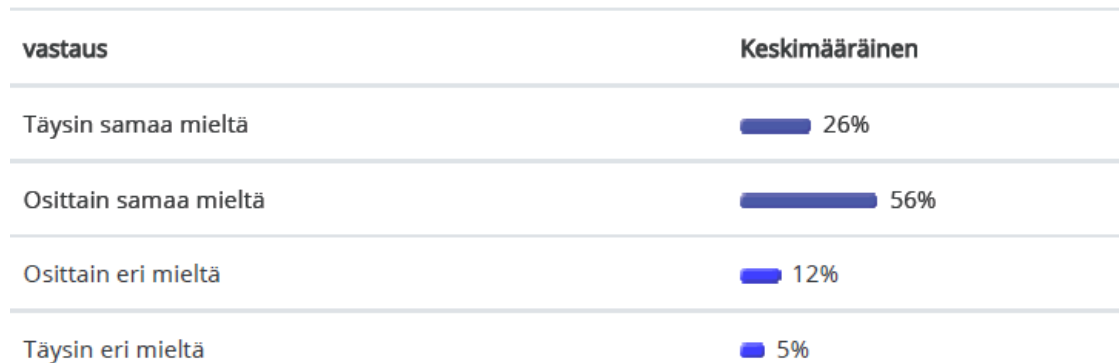 vastaus Keskimääräinen
Täysin samaa mieltä 26%
Osittain samaa mieltä 56%
Osittain eri mieltä 12%
Täysin eri mieltä 5%